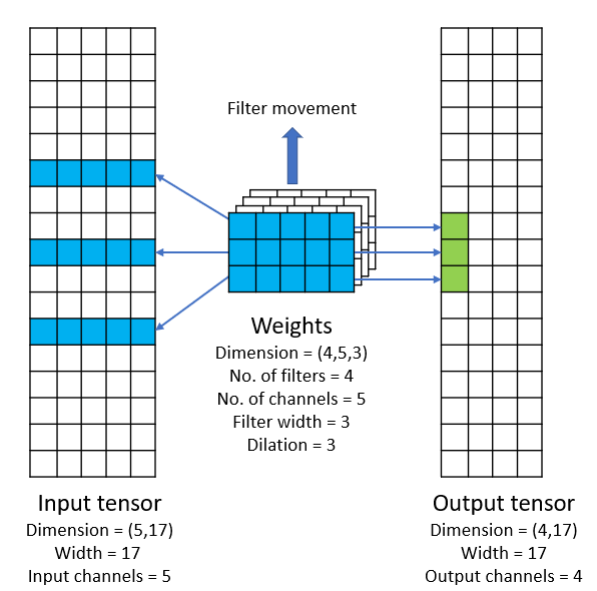 Filter movement
Weights
Dimension = (4,5,3)
No. of filters = 4
No. of channels = 5
Filter width = 3
Dilation = 3
Input tensor
Dimension = (5,17)
Width = 17
Input channels = 5
Output tensor
Dimension = (4,17)
Width = 17
Output channels = 4